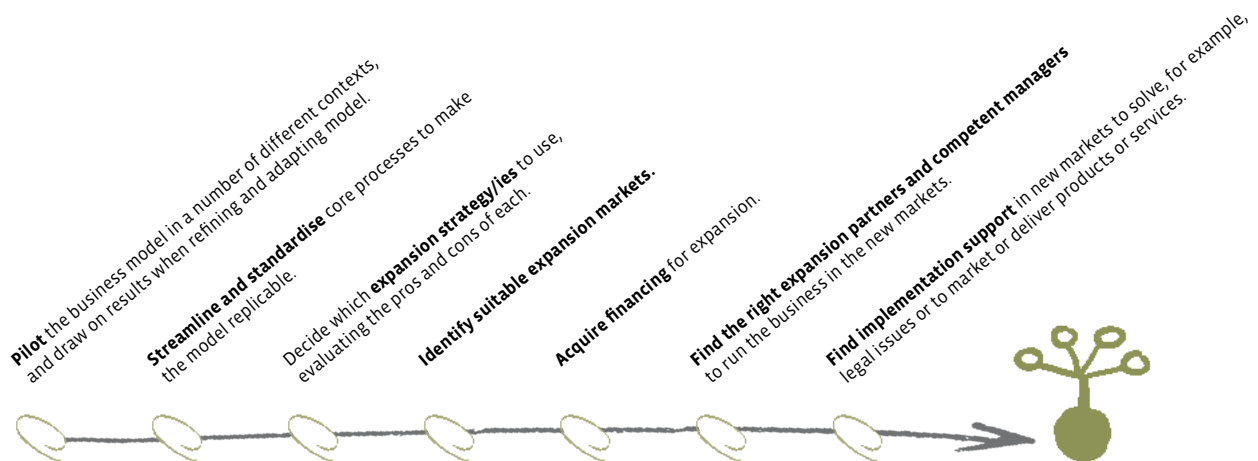 Pilot the business model in a number of different contexts,
and draw on results when refining and adapting model.
Streamline and standardise core processes to make
the model replicable.
Decide which expansion strategy/ies to use,
evaluating the pros and cons of each.
Identify suitable expansion markets.
Acquire financing for expansion.
Find the right expansion partners and competent managers
to run the business in the new markets.
Find implementation support in new markets to solve, for example,
legal issues or to market or deliver products or services.